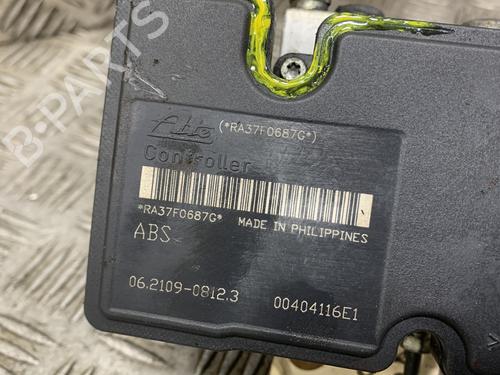 Ate (*RA37F0687G*)
Controller
*RA37F0687G* MADE IN PHILIPPINES
ABS
06.2109-0812.3 00404116E1
B-PARTS